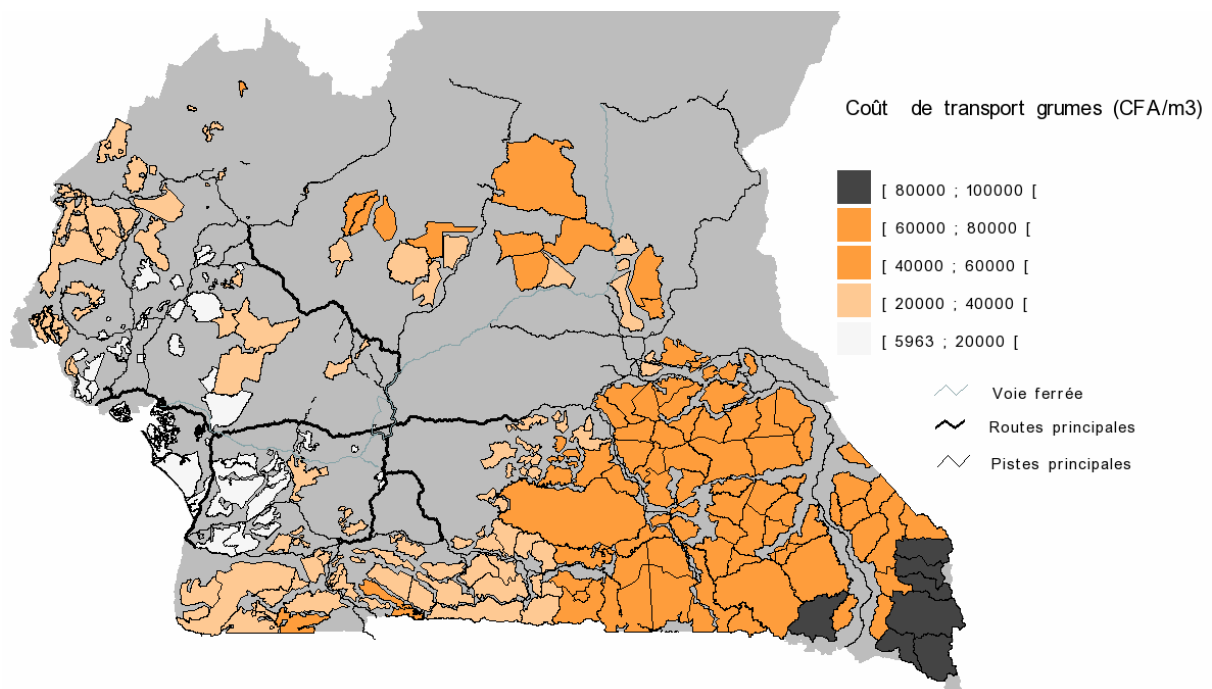 Coût de transport grumes (CFA/m3)
[ 80000 ; 100000 [
[ 60000 ; 80000 [
[ 40000 ; 60000 [
[ 20000 ; 40000 [
[ 5963 ; 20000 [
Voie ferrée
Routes principales
Pistes principales